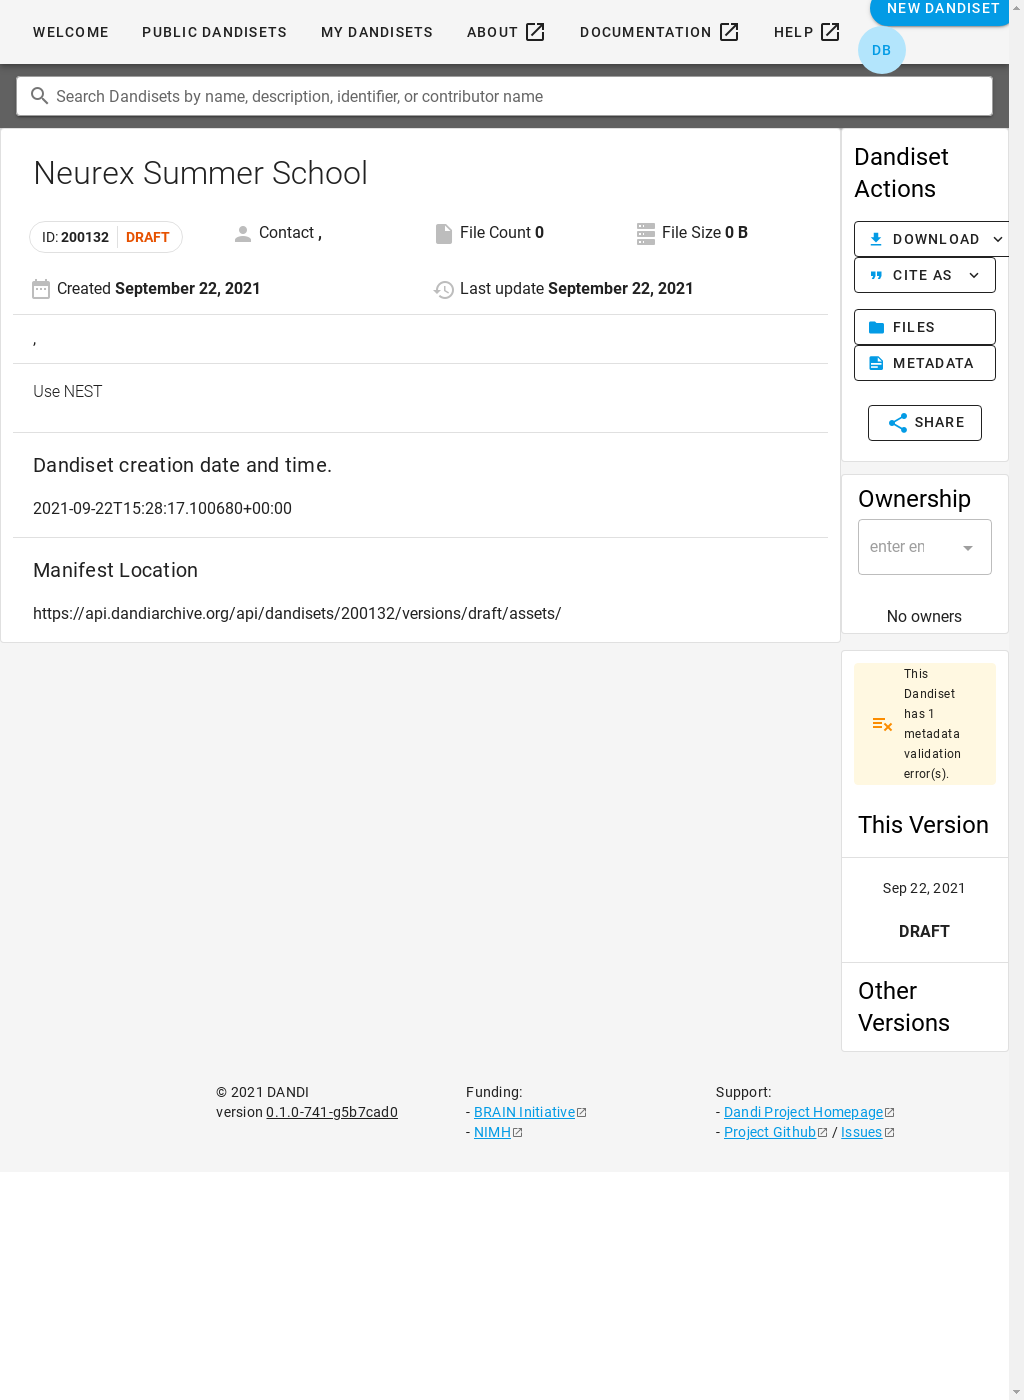 NEW DANDISET
WELCOME PUBLIC DANDISETS MY DANDISETS ABOUT DOCUMENTATION HELP
DB
Search Dandisets by name, description, identifier, or contributor name
Neurex Summer School
ID: 200132 DRAFT
Contact ,
File Count 0
File Size 0 B
Created September 22, 2021
Last update September 22, 2021
,
Use NEST
Dandiset creation date and time.
2021-09-22T15:28:17.100680+00:00
Manifest Location
https://api.dandiarchive.org/api/dandisets/200132/versions/draft/assets/
Dandiset
Actions
DOWNLOAD
CITE AS
FILES
METADATA
SHARE
Ownership
enter en
No owners
This
Dandiset
has 1
metadata
validation
error(s).
This Version
Sep 22, 2021
DRAFT
Other
Versions
© 2021 DANDI
version 0.1.0-741-g5b7cad0
Funding:
- BRAIN Initiative
- NIMH
Support:
- Dandi Project Homepage
- Project Github / Issues